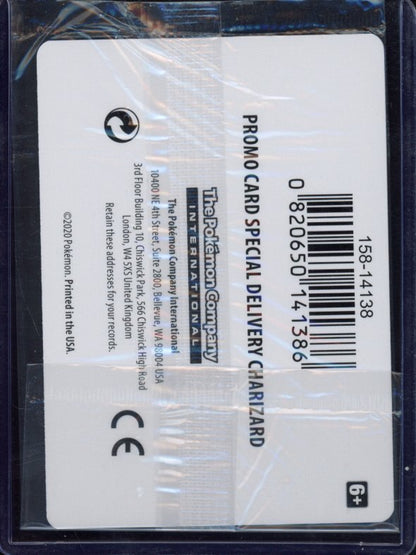 158-14138
0 820650 141386
PROMO CARD SPECIAL DELIVERY CHARIZARD
The Pokémon Company
INTERNATIONAL
The Pokémon Company International
10400 NE 4th Street, Suite 2800, Bellevue, WA 98004 USA
3rd Floor Building 10, Chiswick Park, 566 Chiswick High Road
London, W4 5XS United Kingdom
Retain these addresses for your records.
©2020 Pokémon. Printed in the USA.
CE
6+